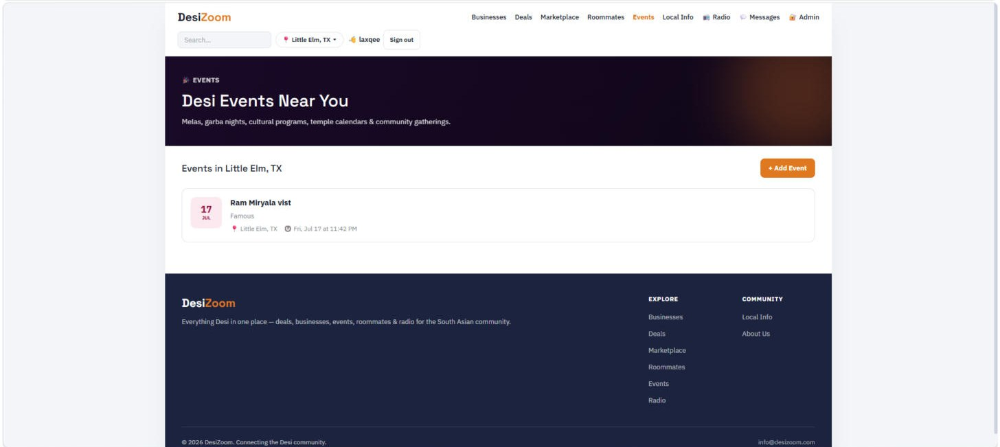 DesiZoom
Businesses Deals Marketplace Roommates Events Local Info Radio Messages Admin
Search... Little Elm, TX laxqee Sign out
EVENTS
Desi Events Near You
Melas, garba nights, cultural programs, temple calendars & community gatherings.
Events in Little Elm, TX
+ Add Event
17
JUL
Ram Miryala vist
Famous
Little Elm, TX Fri, Jul 17 at 11:42 PM
DesiZoom
Everything Desi in one place — deals, businesses, events, roommates & radio for the South Asian community.
EXPLORE
Businesses
Deals
Marketplace
Roommates
Events
Radio
COMMUNITY
Local Info
About Us
© 2026 DesiZoom. Connecting the Desi community.
info@desizoom.com